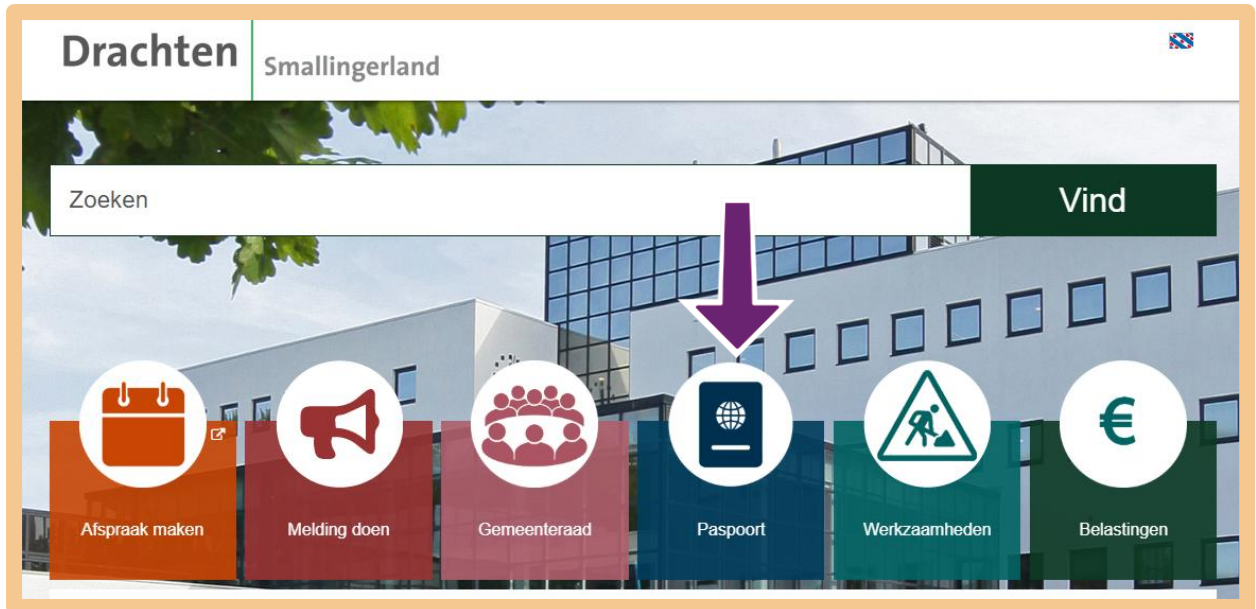 Drachten
Smallingerland
Zoeken
Vind
Afspraak maken
Melding doen
Gemeenteraad
Paspoort
Werkzaamheden
Belastingen
€